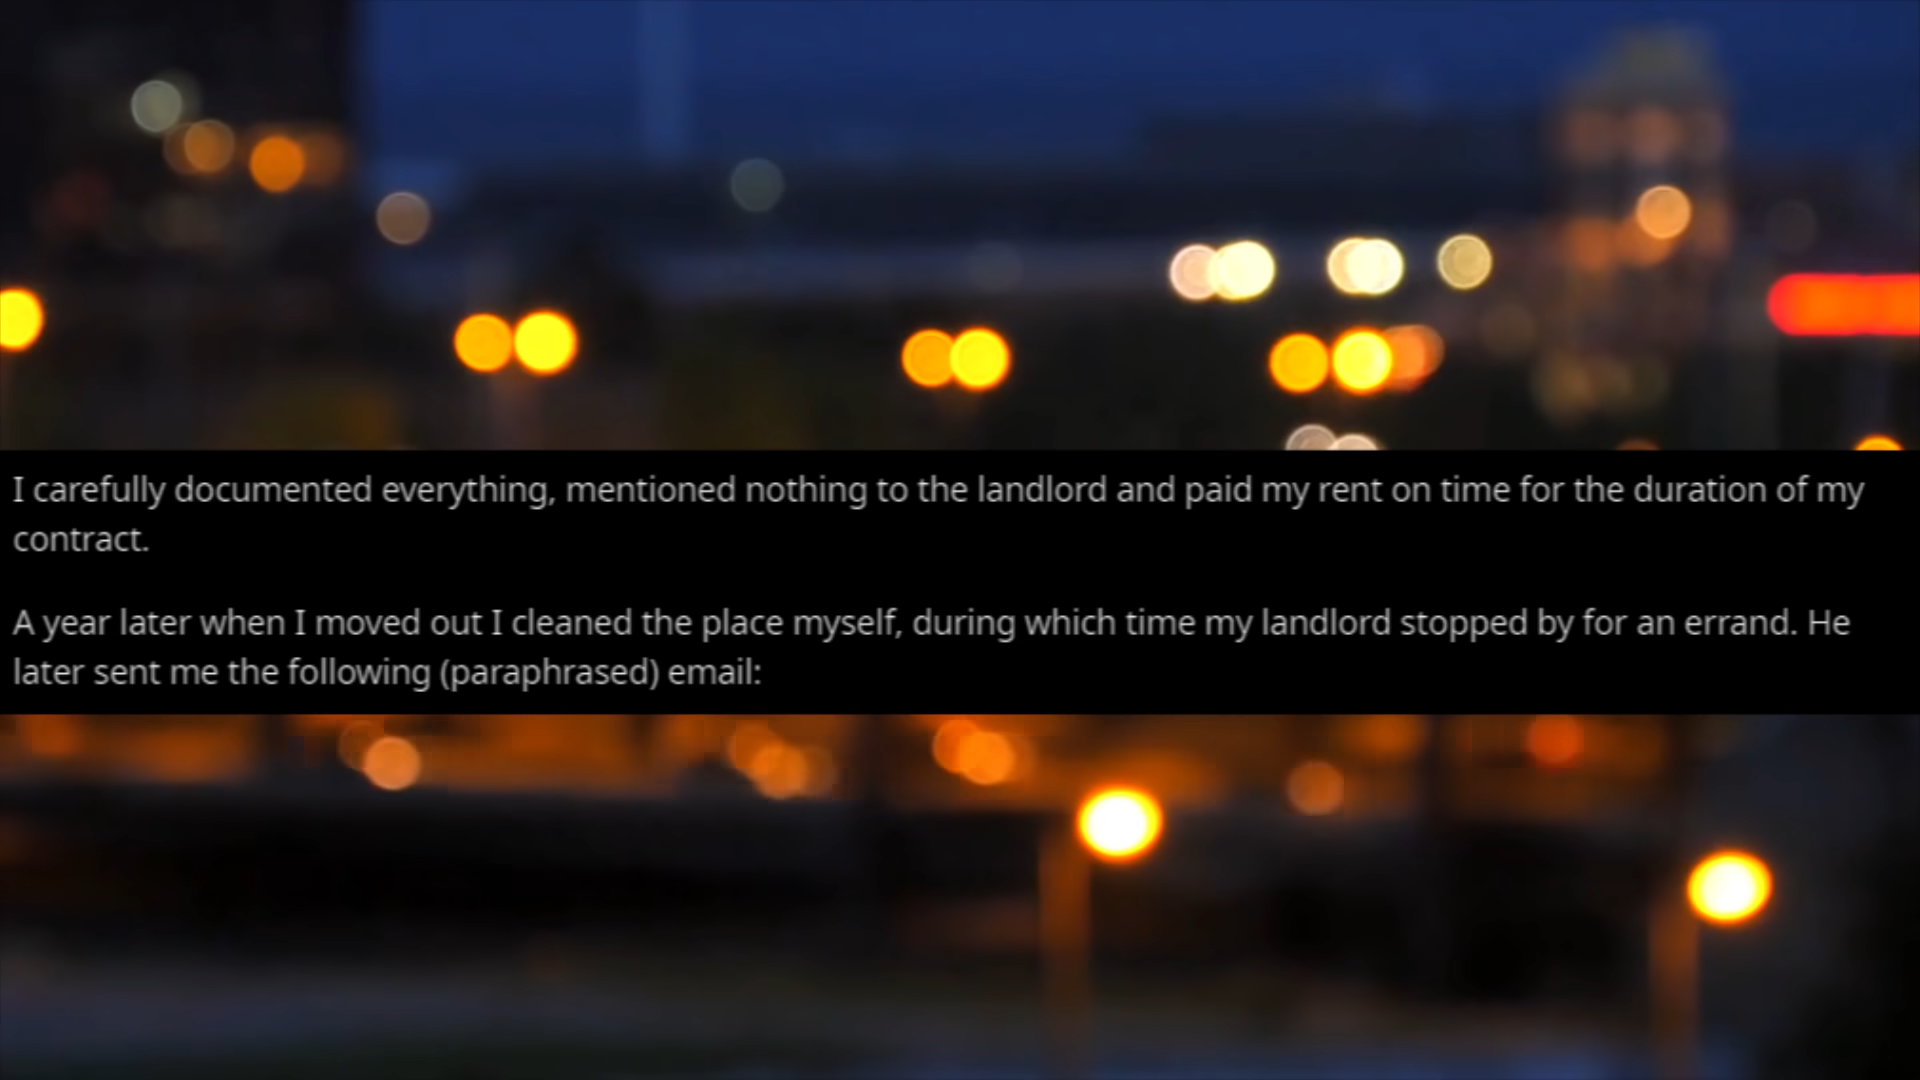 I carefully documented everything, mentioned nothing to the landlord and paid my rent on time for the duration of my
contract.
A year later when I moved out I cleaned the place myself, during which time my landlord stopped by for an errand. He
later sent me the following (paraphrased) email: